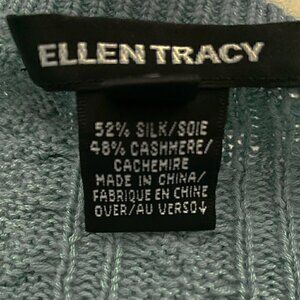 ELLEN TRACY
52% SILK/SOIE
48% CASHMERE/
CACHEMIRE
MADE IN CHINA/
FABRIQUE EN CHINE
OVER/AU VERSO↓